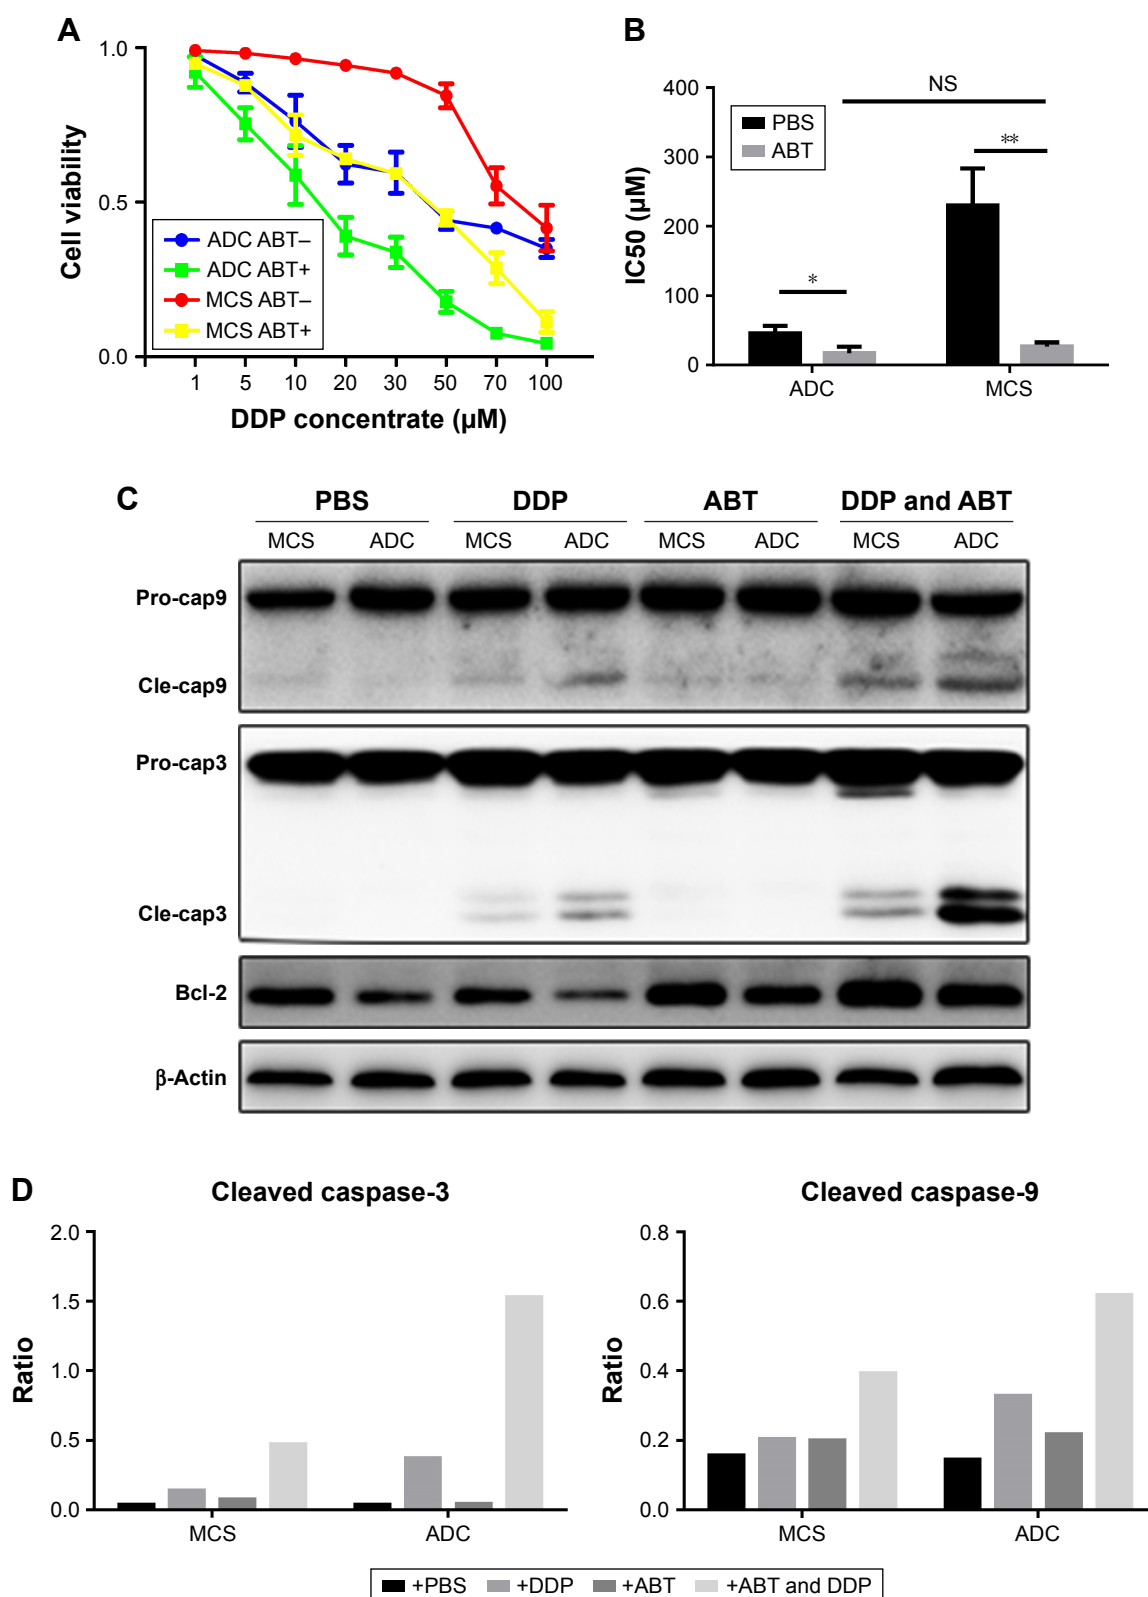 A
1.0
0.5
0.0
Cell viability
ADC ABT–
ADC ABT+
MCS ABT–
MCS ABT+
1 5 10 20 30 50 70 100
DDP concentrate (µM)
B
400
300
200
100
0
IC50 (µM)
PBS
ABT
NS
*
**
ADC MCS
C
PBS DDP ABT DDP and ABT
MCS ADC MCS ADC MCS ADC MCS ADC
Pro-cap9
Cle-cap9
Pro-cap3
Cle-cap3
Bcl-2
β-Actin
D
Cleaved caspase-3
2.0
1.5
1.0
0.5
0.0
Ratio
MCS ADC
Cleaved caspase-9
0.8
0.6
0.4
0.2
0.0
Ratio
MCS ADC
+PBS +DDP +ABT +ABT and DDP